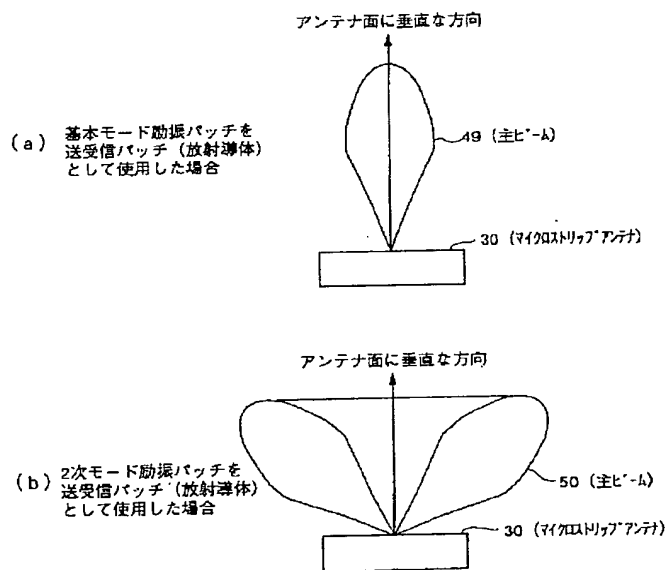 アンテナ面に垂直な方向
(a) 基本モード励振パッチを
送受信パッチ(放射導体)
として使用した場合
49(主ビーム)
30(マイクロストリップアンテナ)
アンテナ面に垂直な方向
(b) 2次モード励振パッチを
送受信パッチ(放射導体)
として使用した場合
50(主ビーム)
30(マイクロストリップアンテナ)